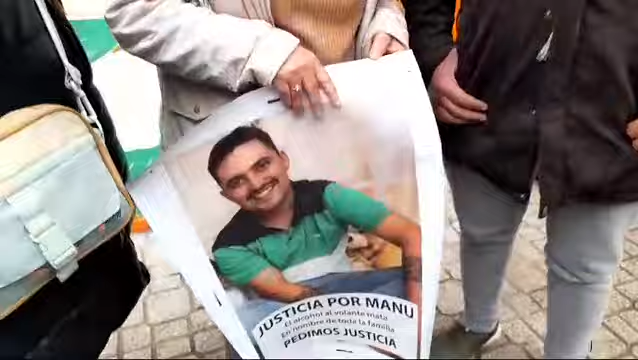 JUSTICIA POR MANU
El alcohol al volante mata
En nombre de toda la familia
PEDIMOS JUSTICIA